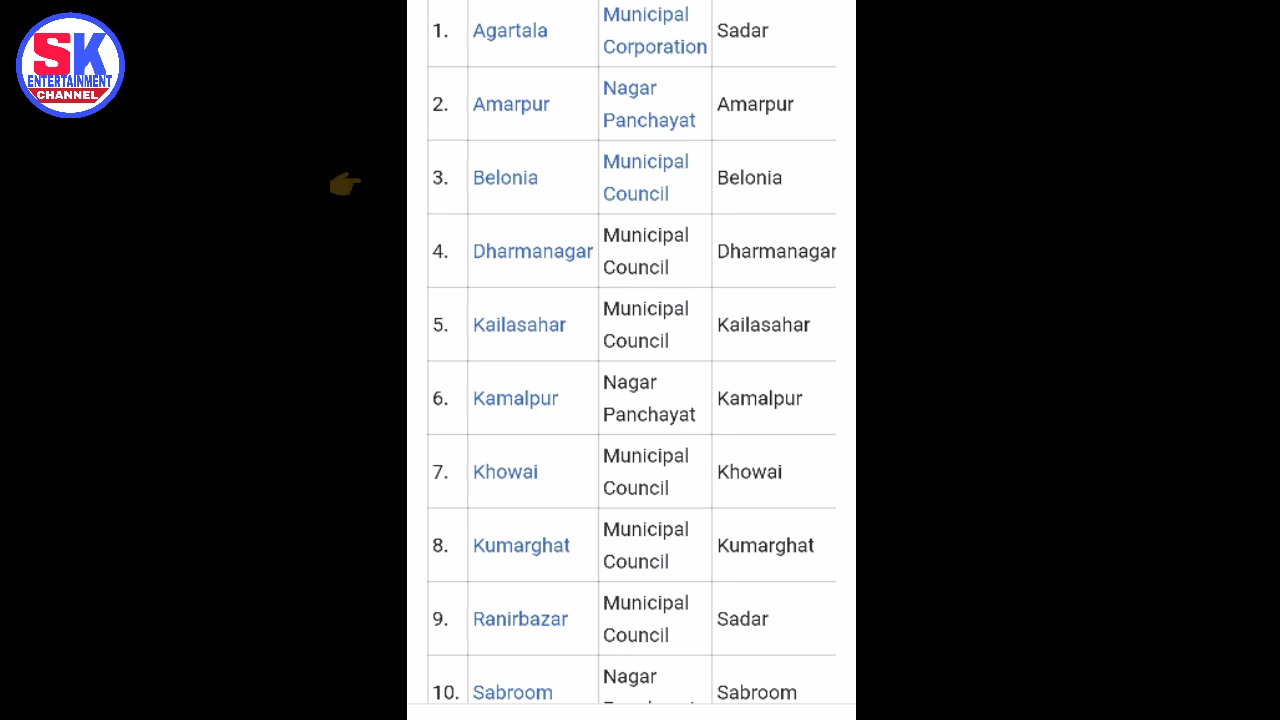 SK
ENTERTAINMENT
CHANNEL
1. Agartala Municipal Corporation Sadar
2. Amarpur Nagar Panchayat Amarpur
3. Belonia Municipal Council Belonia
4. Dharmanagar Municipal Council Dharmanagar
5. Kailasahar Municipal Council Kailasahar
6. Kamalpur Nagar Panchayat Kamalpur
7. Khowai Municipal Council Khowai
8. Kumarghat Municipal Council Kumarghat
9. Ranirbazar Municipal Council Sadar
10. Sabroom Nagar Sabroom